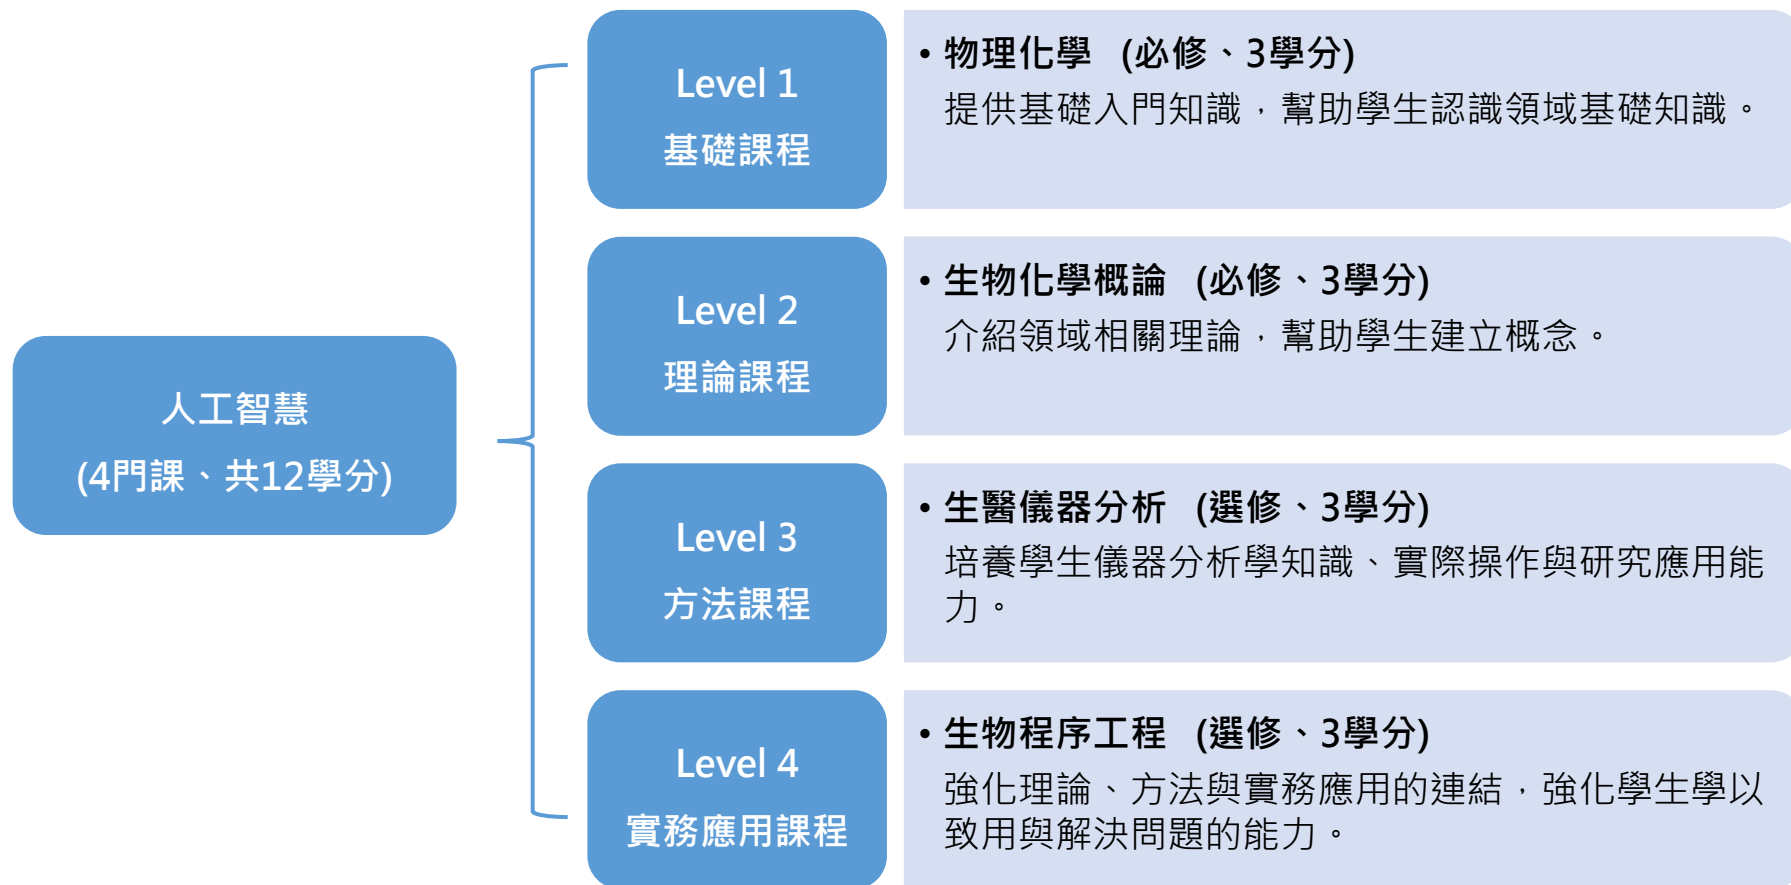 人工智慧
(4門課、共12學分)
Level 1
基礎課程
• 物理化學 (必修、3學分)
提供基礎入門知識，幫助學生認識領域基礎知識。
Level 2
理論課程
• 生物化學概論 (必修、3學分)
介紹領域相關理論，幫助學生建立概念。
Level 3
方法課程
• 生醫儀器分析 (選修、3學分)
培養學生儀器分析學知識、實際操作與研究應用能
力。
Level 4
實務應用課程
• 生物程序工程 (選修、3學分)
強化理論、方法與實務應用的連結，強化學生學以
致用與解決問題的能力。